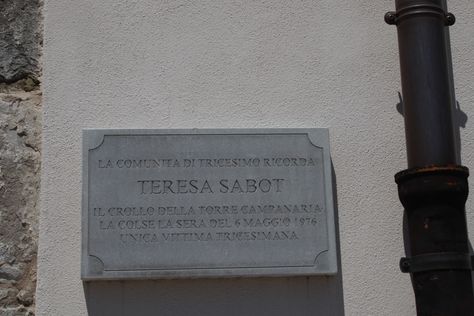 LA COMUNITA DI TRICESIMO RICORDA
TERESA SABOT
IL CROLLO DELLA TORRE CAMPANARIA
LA COLSE LA SERA DEL 6 MAGGIO 1976
UNICA VITTIMA TRICESIMANA